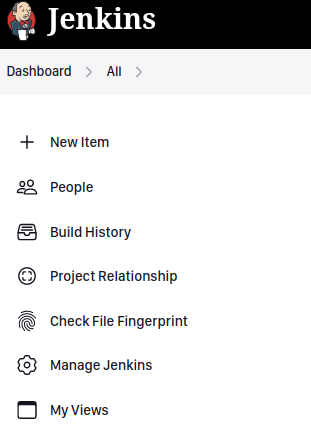 Jenkins
Dashboard All
New Item
People
Build History
Project Relationship
Check File Fingerprint
Manage Jenkins
My Views